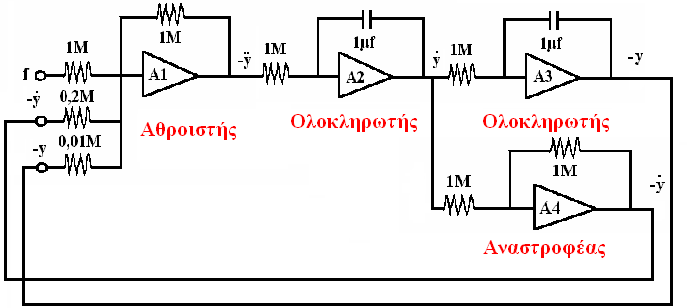 1M
1μf
1μf
1M
-ÿ
1M
ẏ
1M
-y
f
1M
A1
A2
A3
-ẏ
0,2M
Αθροιστής
Ολοκληρωτής
Ολοκληρωτής
-y
0,01M
1M
1M
-ẏ
A4
Αναστροφέας